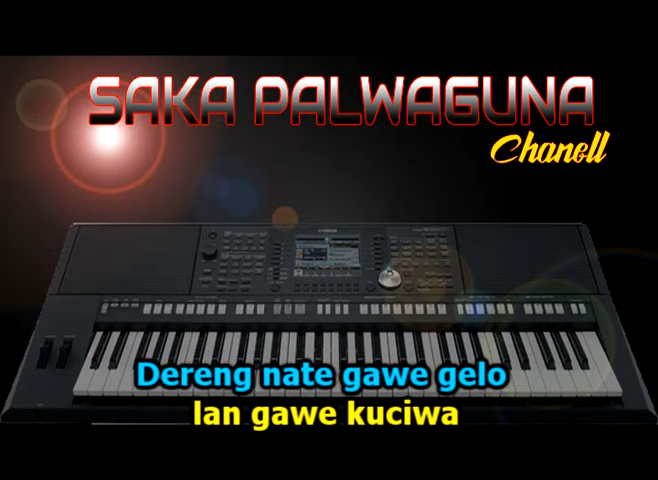 SAKA PALWAGUNA
Chanell
Dereng nate gawe gelo
lan gawe kuciwa